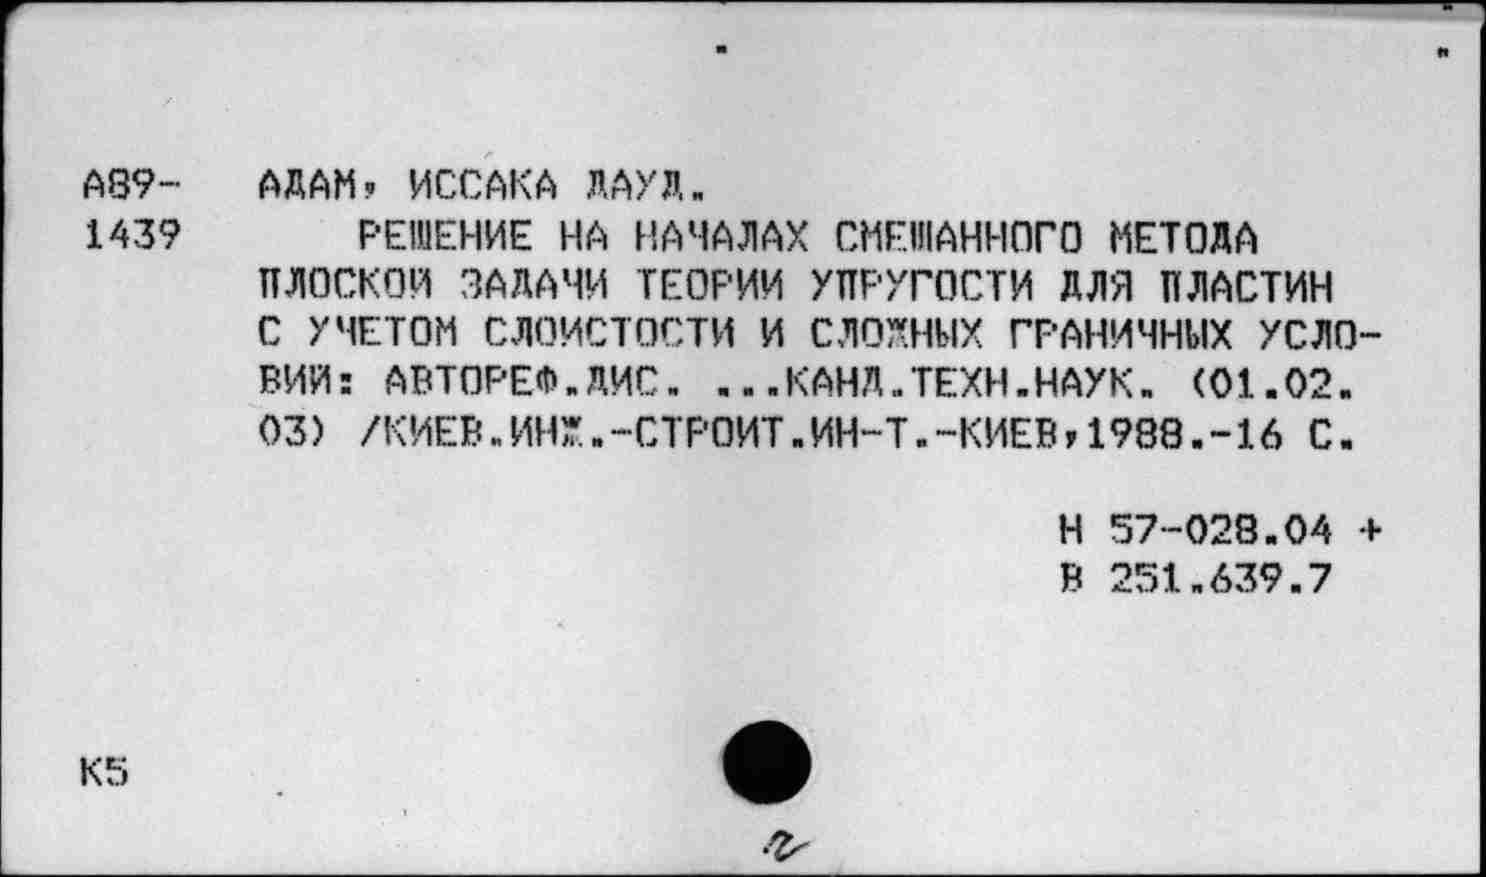 А89-	АДАМ, ИССАКА ДАУД.
1439	РЕШЕНИЕ НА НАЧАЛАХ СМЕШАННОГО МЕТОДА
ПЛОСКОЙ ЗАДАЧИ ТЕОРИИ УПРУГОСТИ ДЛЯ ПЛАСТИН
С УЧЕТОМ СЛОИСТОСТИ И СЛОЖНЫХ ГРАНИЧНЫХ УСЛО-
ВИЙ: АВТОРЕФ.ДИС. ...КАНД.ТЕХН.НАУК. (01.02.
03) /КИЕВ.ИНЖ.-СТРОИТ.ИН-Т.-КИЕВ,1988.-16 С.
Н 57-028.04 +
В 251.639.7
К5